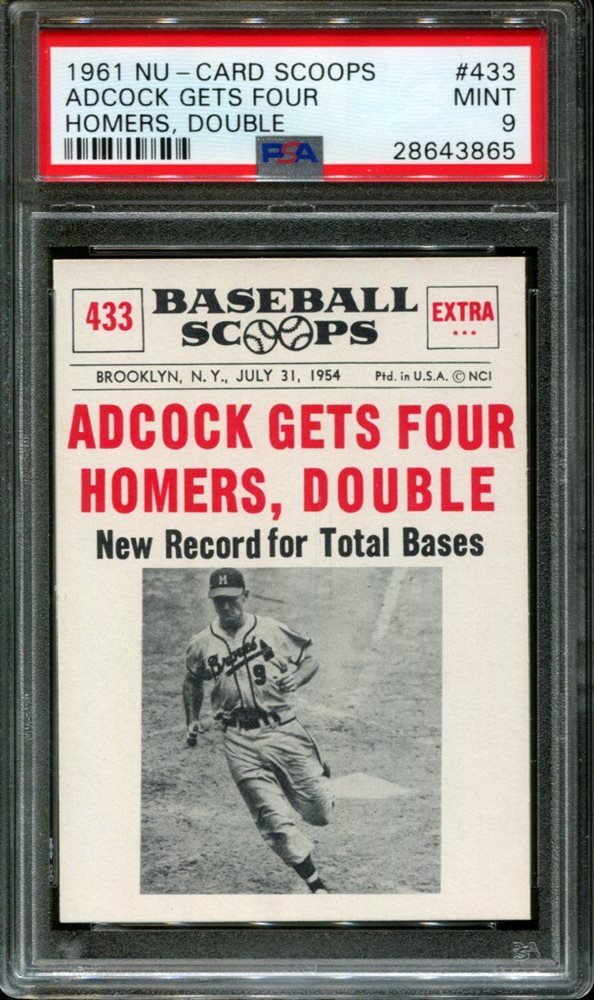 1961 NU-CARD SCOOPS #433
ADCOCK GETS FOUR MINT
HOMERS, DOUBLE 9
PSA 28643865
433 BASEBALL SCOOPS EXTRA
BROOKLYN, N.Y., JULY 31, 1954 Ptd. in U.S.A. © NCI
ADCOCK GETS FOUR
HOMERS, DOUBLE
New Record for Total Bases
M
Braves
9